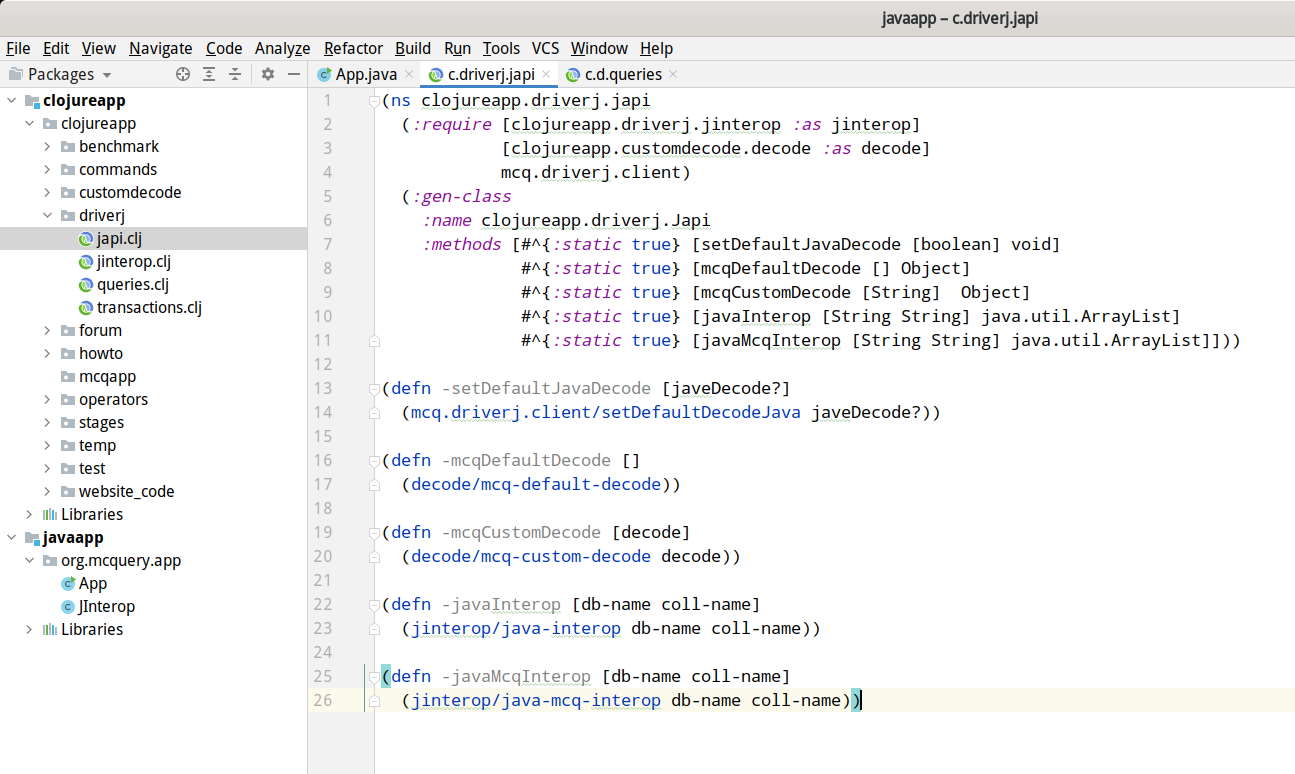 javaapp – c.driverj.japi
File Edit View Navigate Code Analyze Refactor Build Run Tools VCS Window Help
Packages
App.java c.driverj.japi c.d.queries
clojureapp
clojureapp
benchmark
commands
customdecode
driverj
japi.clj
jinterop.clj
queries.clj
transactions.clj
forum
howto
mcqapp
operators
stages
temp
test
website_code
Libraries
javaapp
org.mcquery.app
App
JInterop
Libraries
1 (ns clojureapp.driverj.japi
2   (:require [clojureapp.driverj.jinterop :as jinterop]
3             [clojureapp.customdecode.decode :as decode]
4             mcq.driverj.client)
5   (:gen-class
6     :name clojureapp.driverj.Japi
7     :methods [#^{:static true} [setDefaultJavaDecode [boolean] void]
8               #^{:static true} [mcqDefaultDecode [] Object]
9               #^{:static true} [mcqCustomDecode [String]  Object]
10              #^{:static true} [javaInterop [String String] java.util.ArrayList]
11              #^{:static true} [javaMcqInterop [String String] java.util.ArrayList]]))
12
13 (defn -setDefaultJavaDecode [javeDecode?]
14   (mcq.driverj.client/setDefaultDecodeJava javeDecode?))
15
16 (defn -mcqDefaultDecode []
17   (decode/mcq-default-decode))
18
19 (defn -mcqCustomDecode [decode]
20   (decode/mcq-custom-decode decode))
21
22 (defn -javaInterop [db-name coll-name]
23   (jinterop/java-interop db-name coll-name))
24
25 (defn -javaMcqInterop [db-name coll-name]
26   (jinterop/java-mcq-interop db-name coll-name))